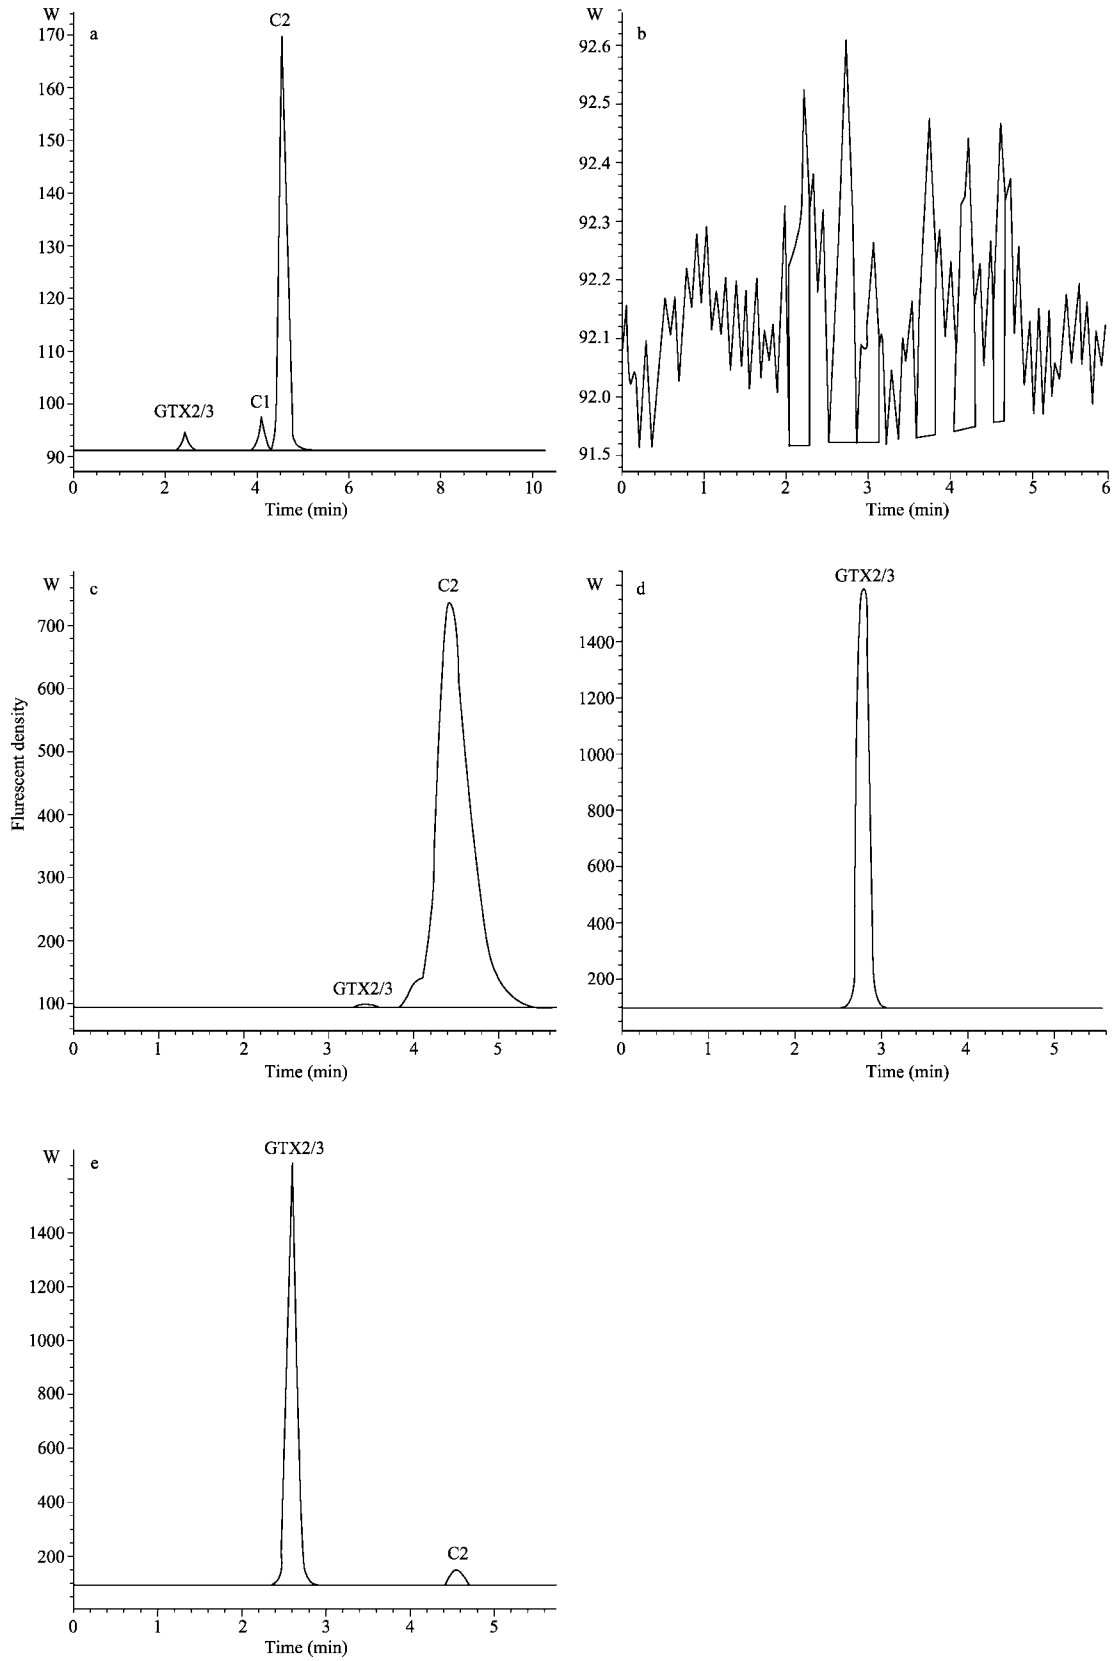 W
a
C2
170
160
150
140
130
120
110
100
90
GTX2/3
C1
0 2 4 6 8 10
Time (min)
W
b
92.6
92.5
92.4
92.3
92.2
92.1
92.0
91.5
0 1 2 3 4 5 6
Time (min)
W
c
C2
700
600
500
400
300
200
100
Flurescent density
GTX2/3
0 1 2 3 4 5
Time (min)
W
d
GTX2/3
1400
1200
1000
800
600
400
200
0 1 2 3 4 5
Time (min)
W
e
GTX2/3
1400
1200
1000
800
600
400
200
C2
0 1 2 3 4 5
Time (min)